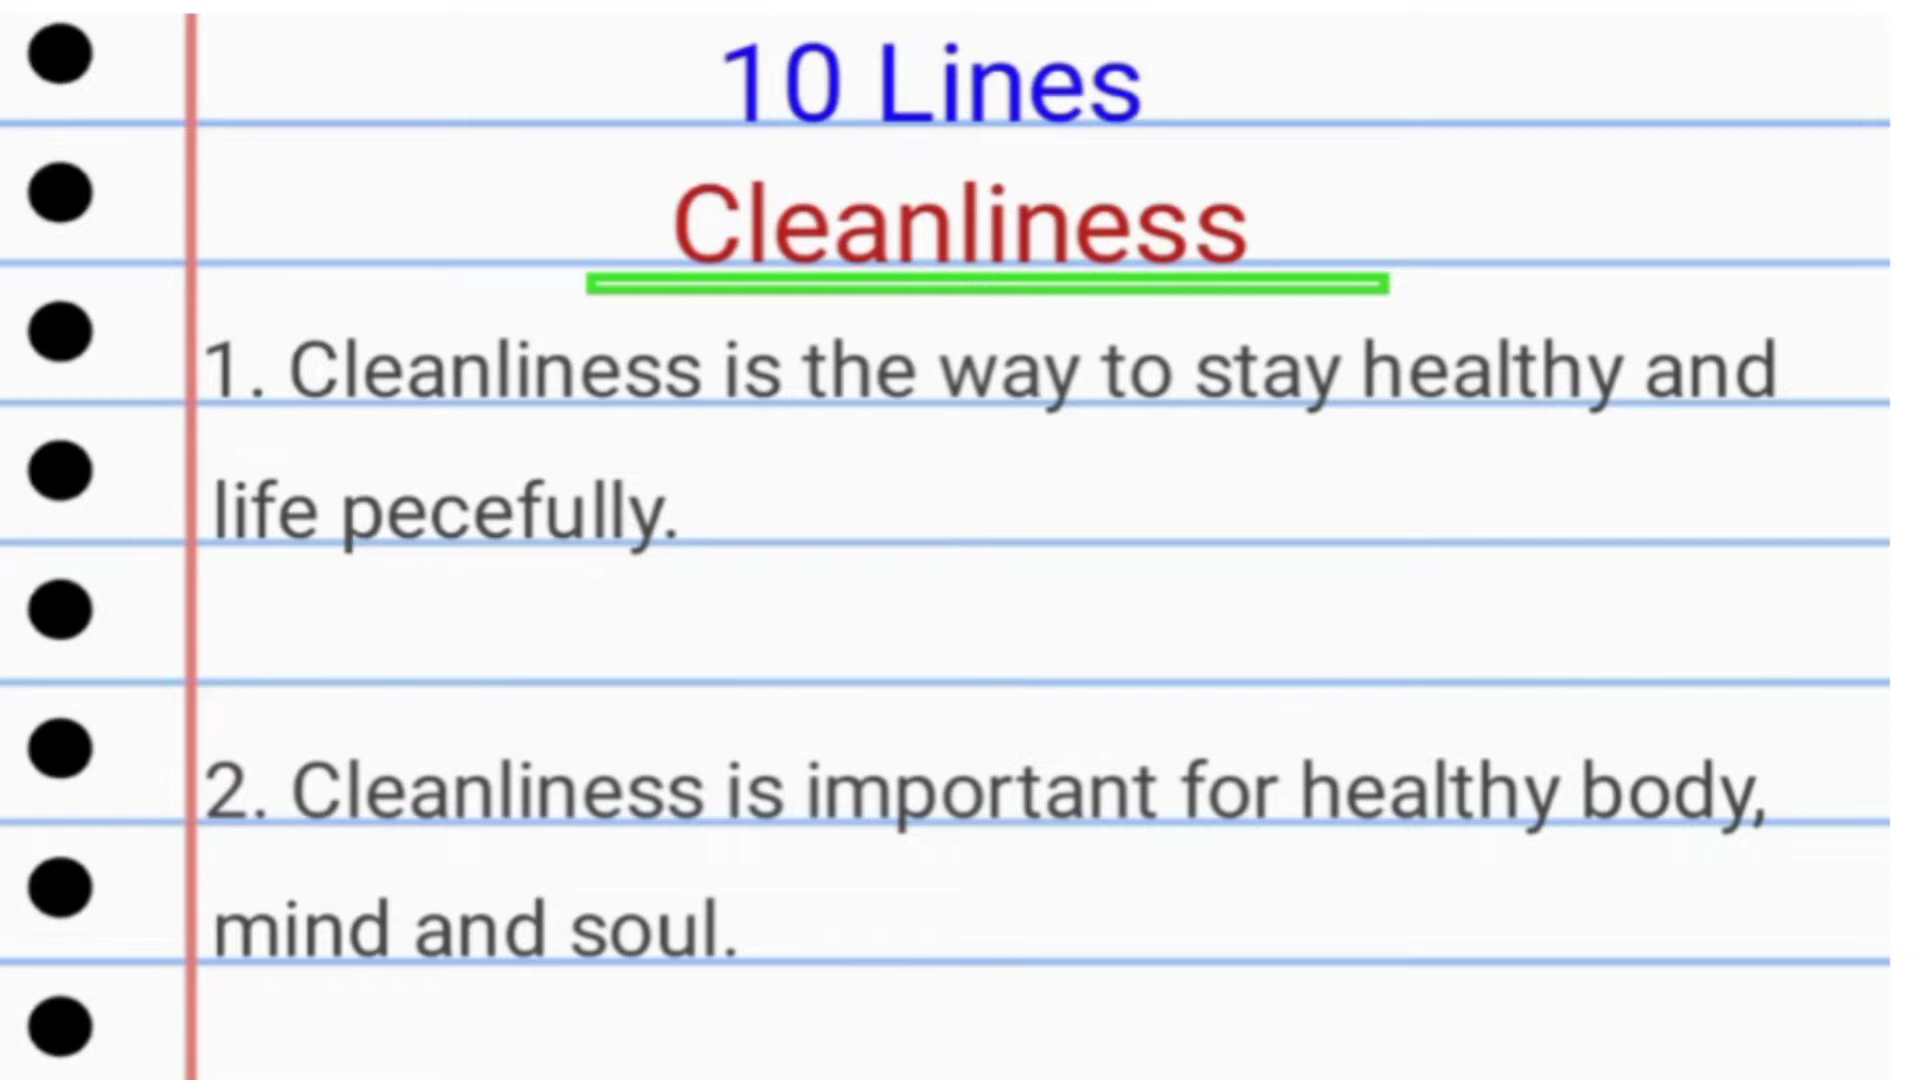 10 Lines
Cleanliness
1. Cleanliness is the way to stay healthy and
life pecefully.
2. Cleanliness is important for healthy body,
mind and soul.